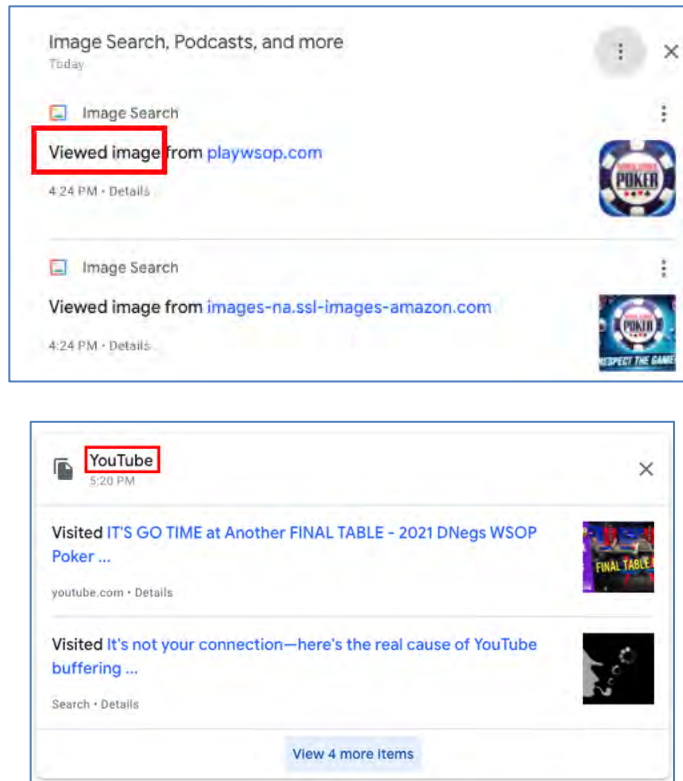 Image Search, Podcasts, and more
Today
Image Search
Viewed image from playwsop.com
4:24 PM • Details
POKER
Image Search
Viewed image from images-na.ssl-images-amazon.com
4:24 PM • Details
POKER
RESPECT THE GAME
YouTube
5:20 PM
Visited IT'S GO TIME at Another FINAL TABLE - 2021 DNegs WSOP
Poker ...
youtube.com • Details
FINAL TABLE
Visited It's not your connection—here's the real cause of YouTube
buffering ...
Search • Details
View 4 more Items